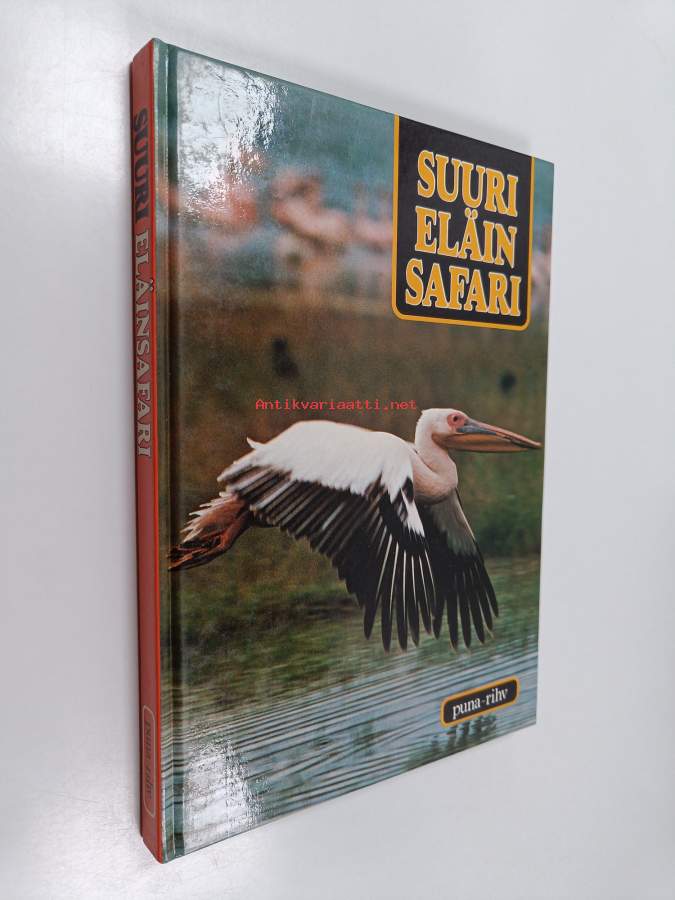 SUURI
ELÄIN
SAFARI
SUURI ELÄINSAFARI
Antikvariaatti.net
puna-rihv
puna-rihv